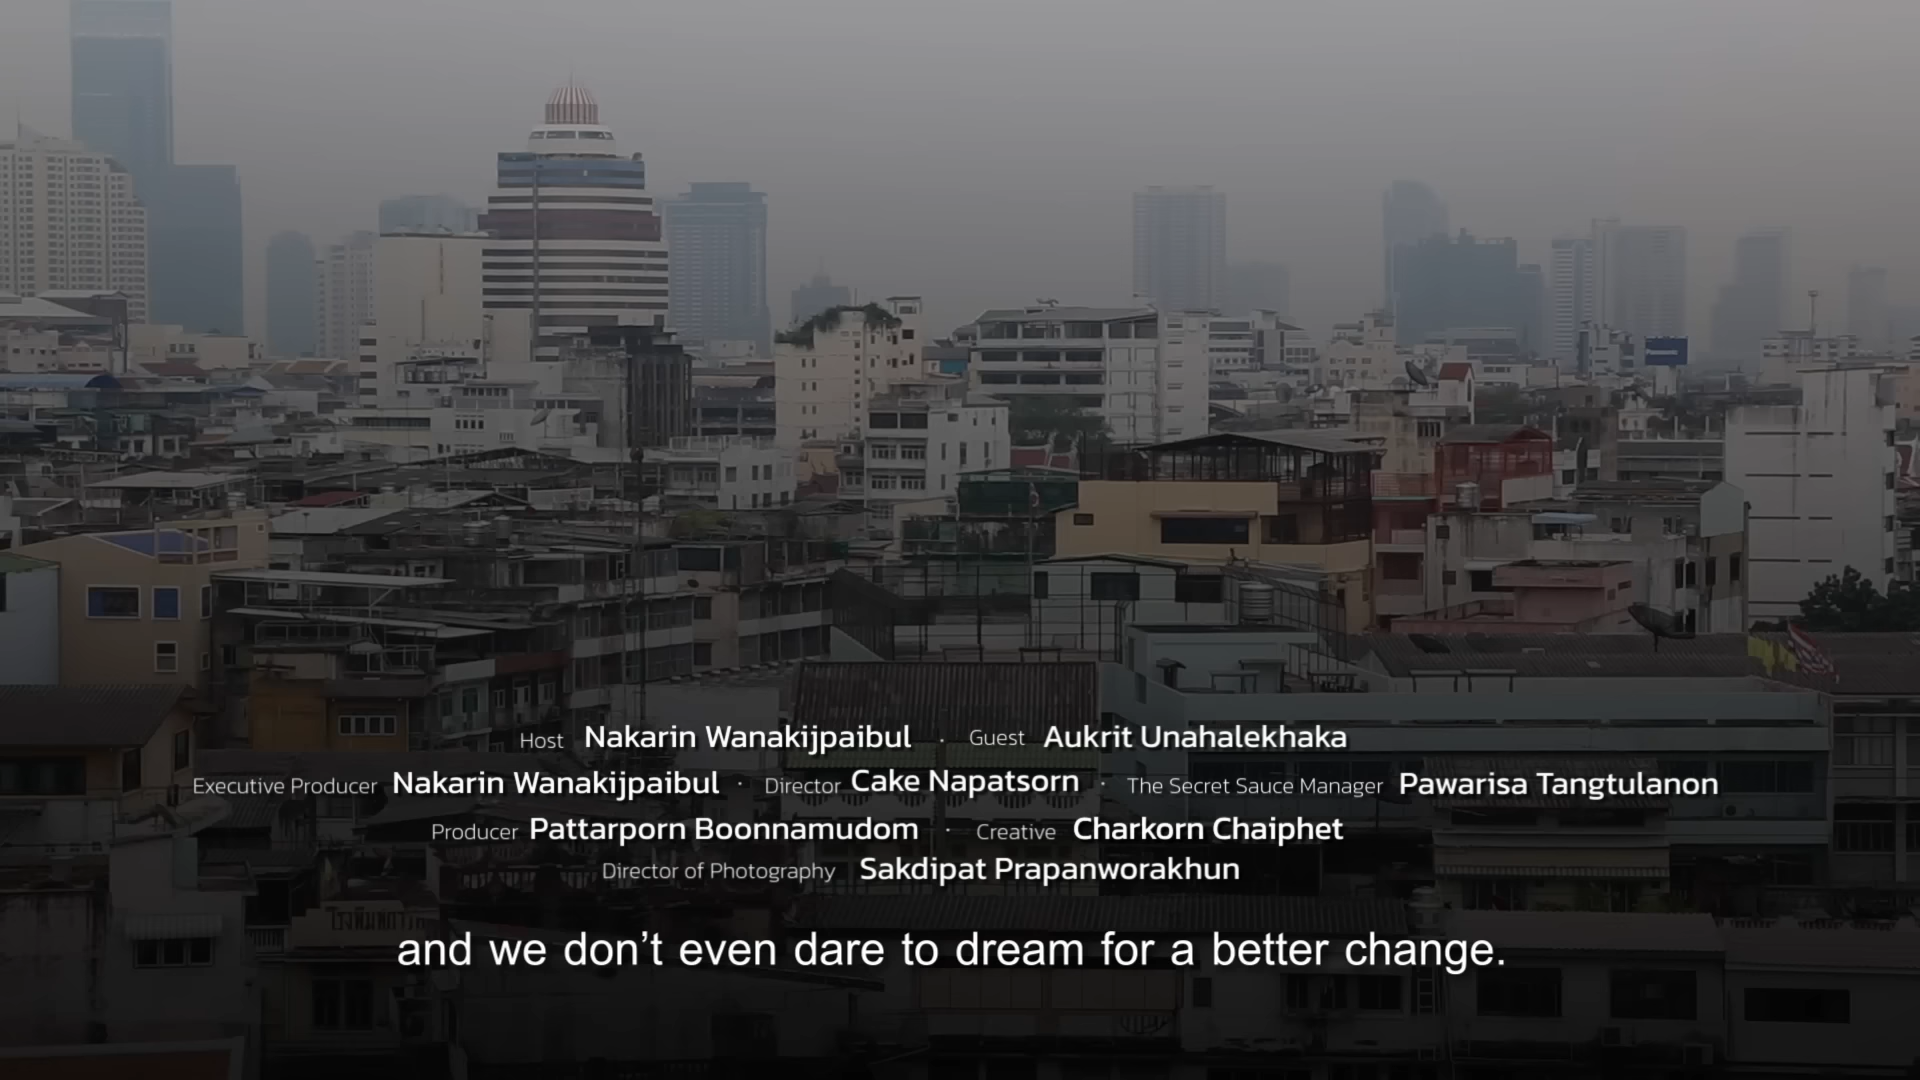 Panasonic
Host Nakarin Wanakijpaibul · Guest Aukrit Unahalekhaka
Executive Producer Nakarin Wanakijpaibul · Director Cake Napatsorn · The Secret Sauce Manager Pawarisa Tangtulanon
Producer Pattarporn Boonnamudom · Creative Charkorn Chaiphet
Director of Photography Sakdipat Prapanworakhun
and we don’t even dare to dream for a better change.